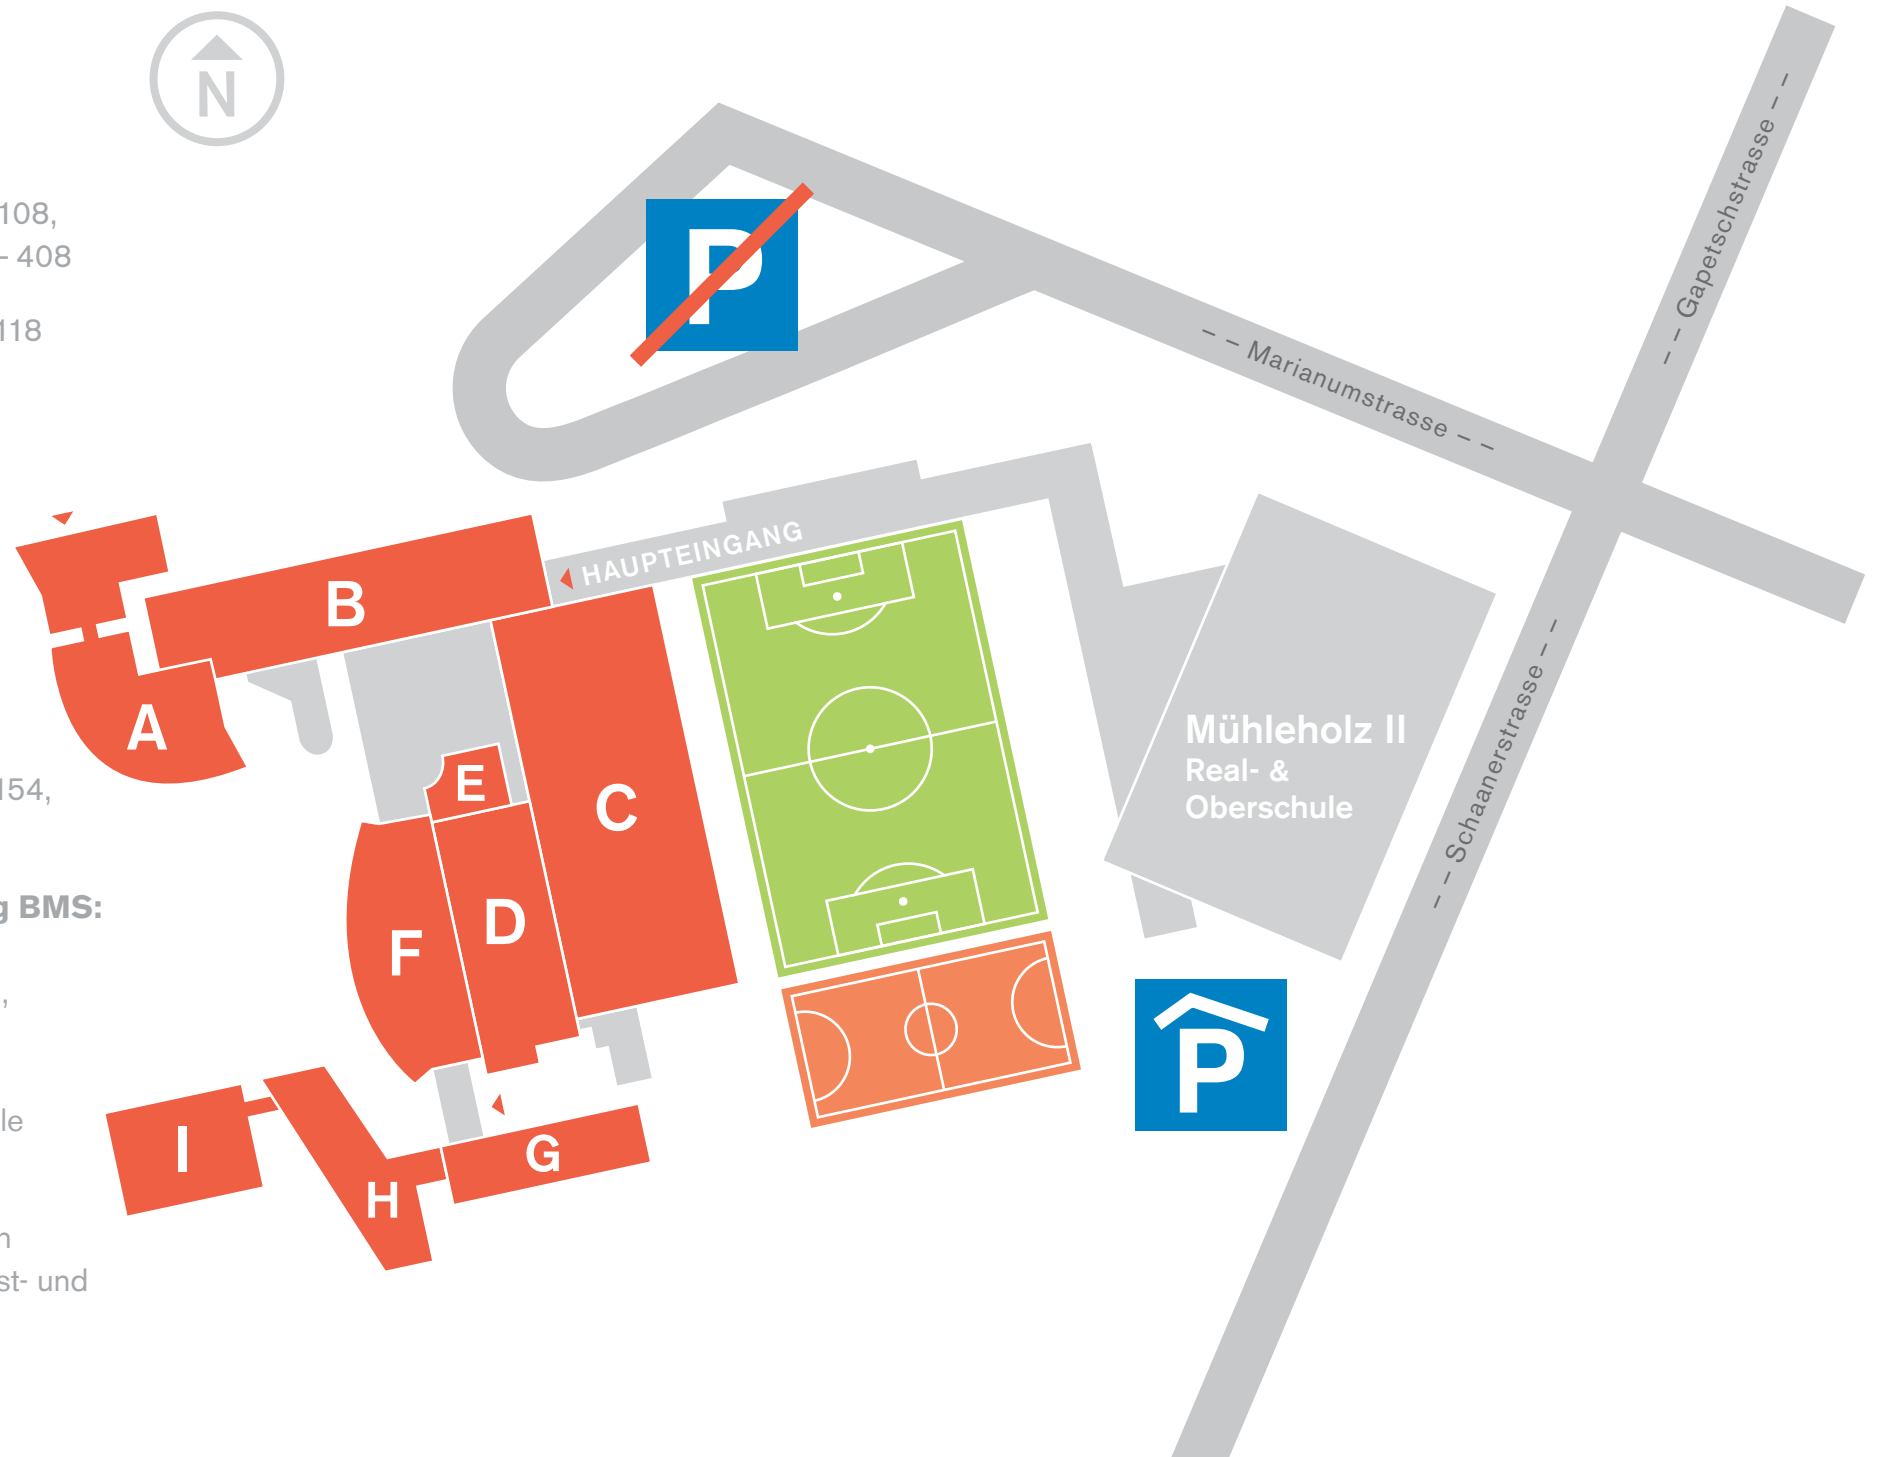 N
108,
– 408
118
154,
g BMS:
,
le
n
st- und
P
– – Marianumstrasse – –
– – Gapetschstrasse – –
– – Schaanerstrasse – –
HAUPTEINGANG
B
A
E
C
D
F
G
H
I
Mühleholz II
Real- &
Oberschule
P